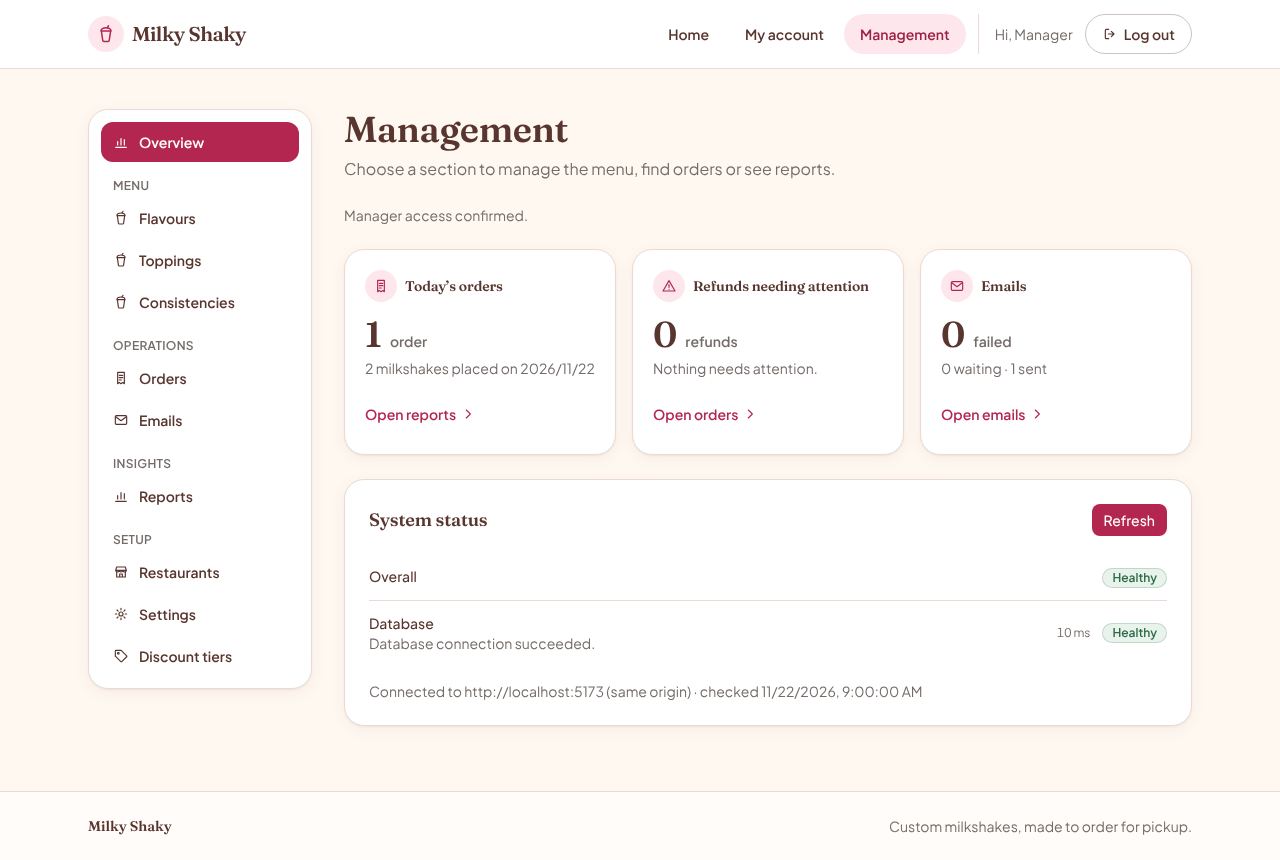 Milky Shaky
Home
My account
Management
Hi, Manager
Log out
Overview
MENU
Flavours
Toppings
Consistencies
OPERATIONS
Orders
Emails
INSIGHTS
Reports
SETUP
Restaurants
Settings
Discount tiers
Management
Choose a section to manage the menu, find orders or see reports.
Manager access confirmed.
Today’s orders
1 order
2 milkshakes placed on 2026/11/22
Open reports
Refunds needing attention
0 refunds
Nothing needs attention.
Open orders
Emails
0 failed
0 waiting · 1 sent
Open emails
System status
Refresh
Overall
Healthy
Database
Database connection succeeded.
10 ms
Healthy
Connected to http://localhost:5173 (same origin) · checked 11/22/2026, 9:00:00 AM
Milky Shaky
Custom milkshakes, made to order for pickup.